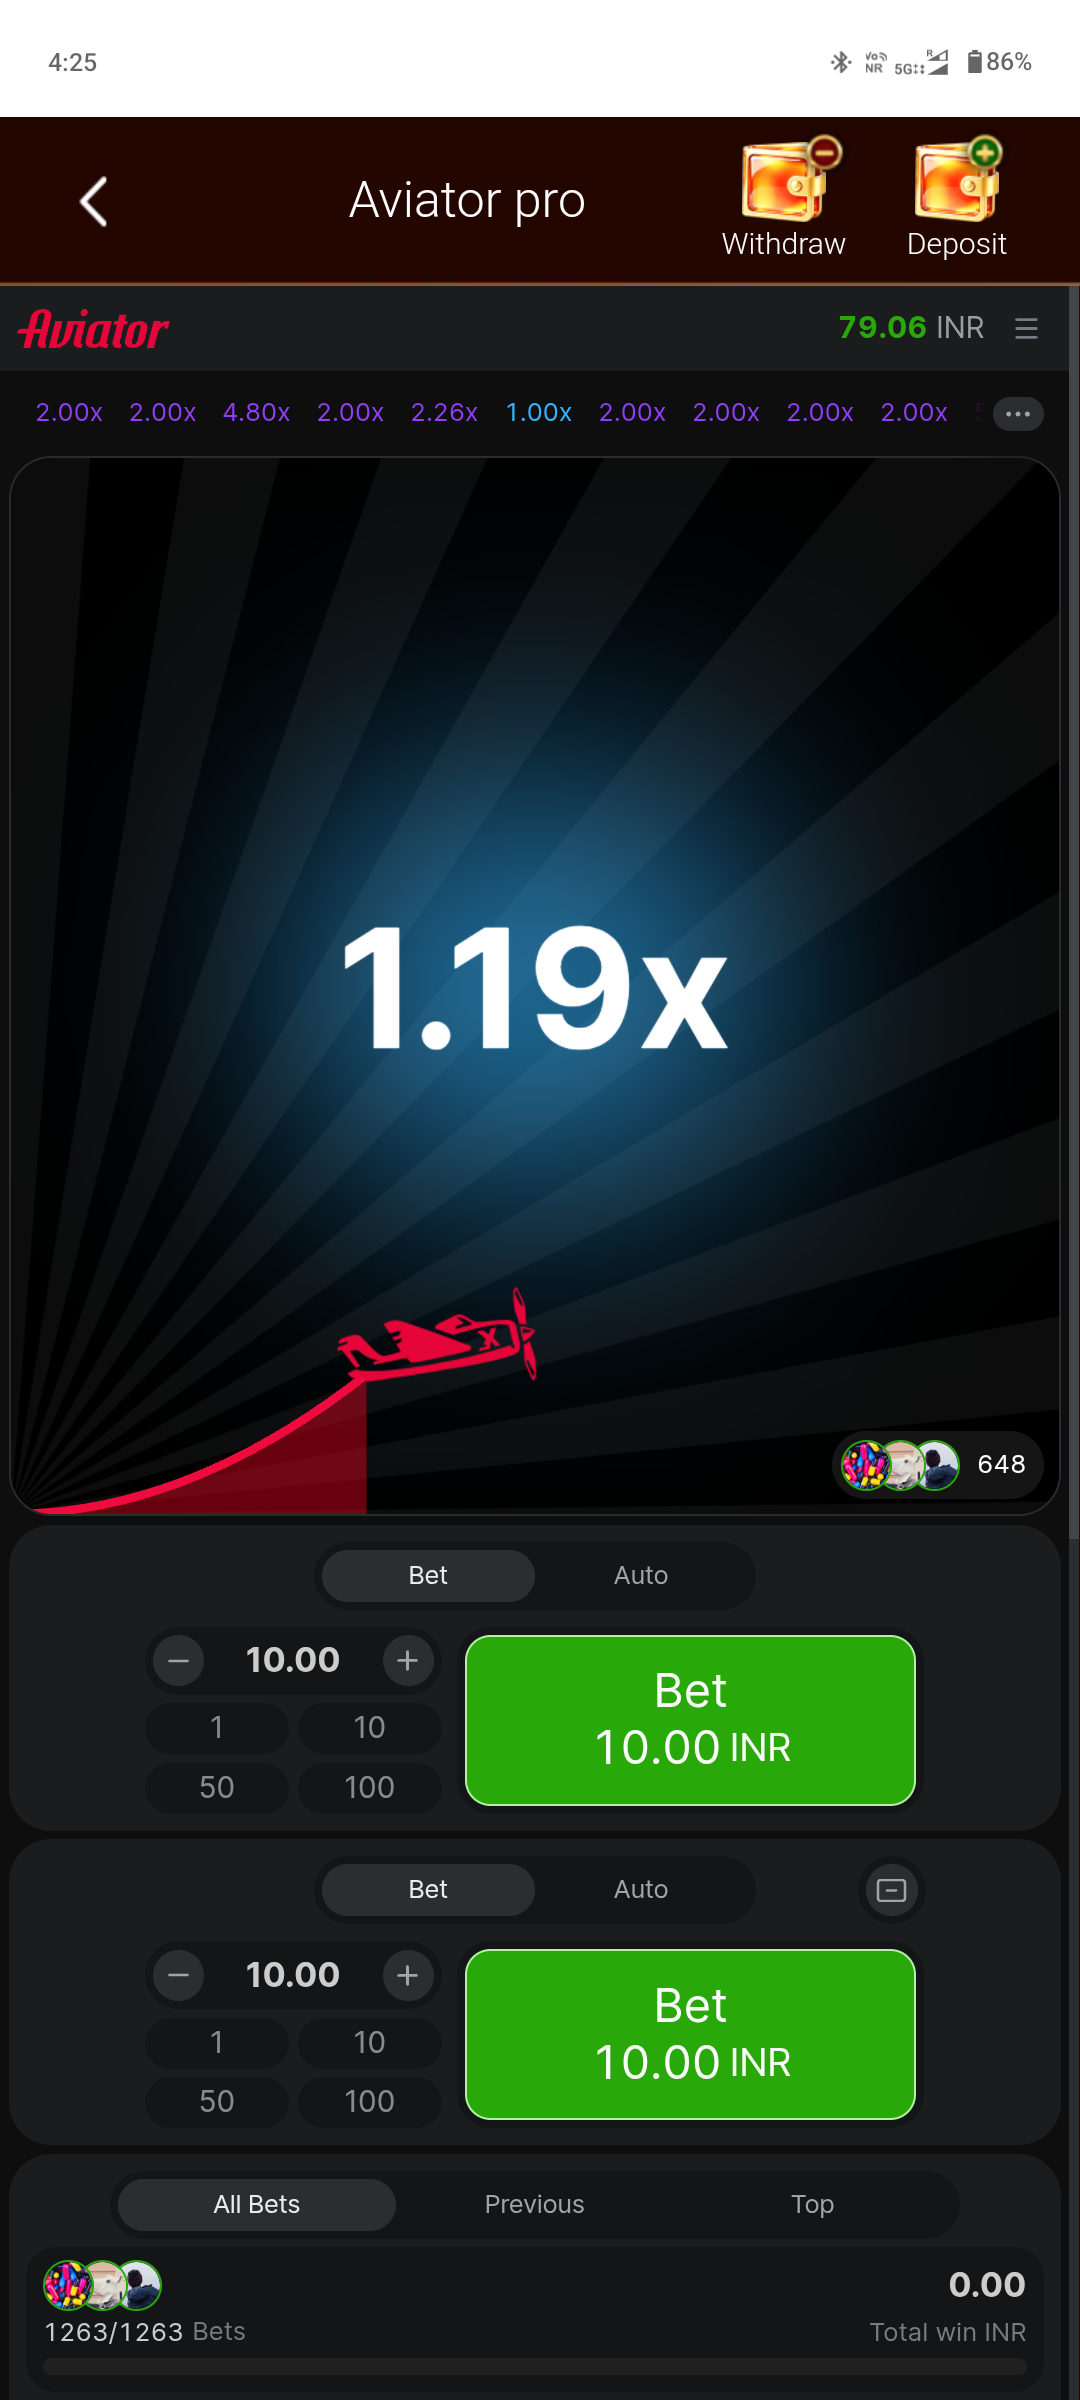 4:25
Vo NR 5G R 86%
Aviator pro
Withdraw Deposit
Aviator 79.06 INR
2.00x 2.00x 4.80x 2.00x 2.26x 1.00x 2.00x 2.00x 2.00x 2.00x
1.19x
X
648
Bet Auto
10.00
1 10
50 100
Bet
10.00 INR
Bet Auto
10.00
1 10
50 100
Bet
10.00 INR
All Bets Previous Top
0.00
1263/1263 Bets Total win INR